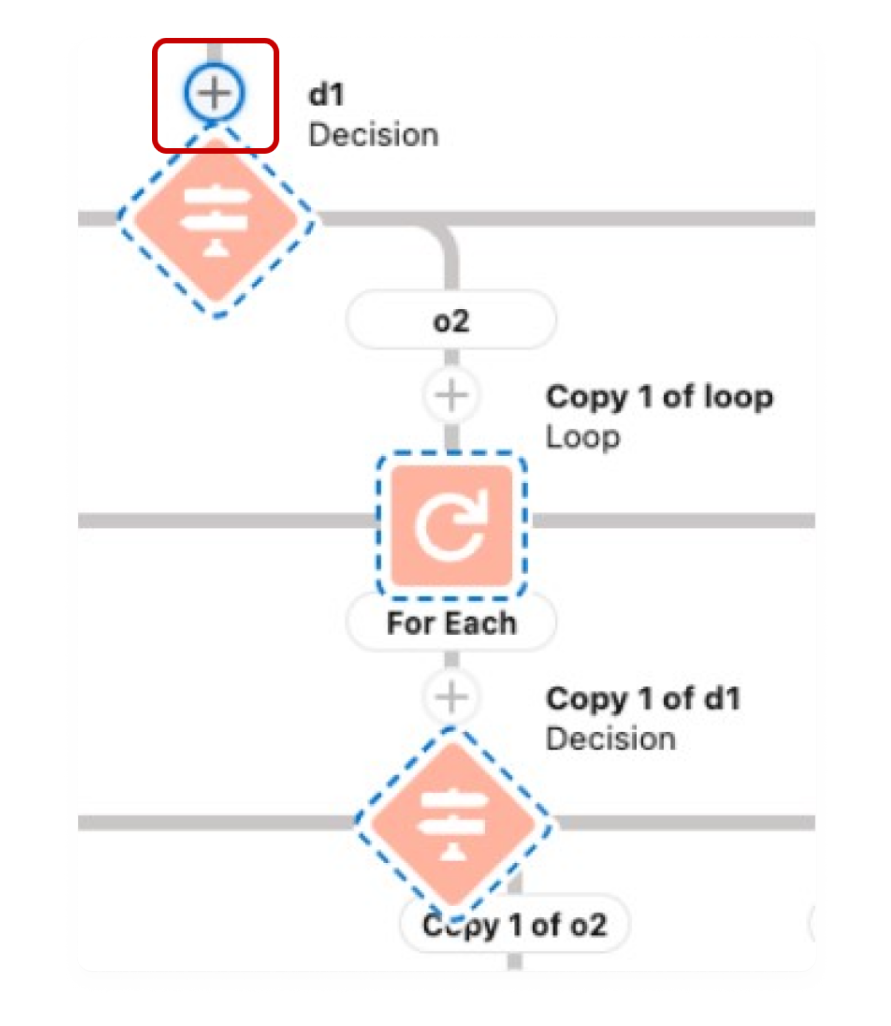 d1
Decision
o2
Copy 1 of loop
Loop
For Each
Copy 1 of d1
Decision
Copy 1 of o2